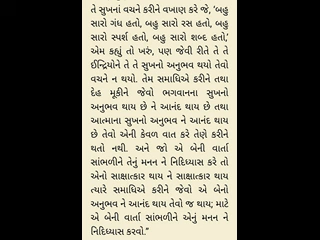 તે સુખનાં વચને કરીને વખાણ કરે જે, ‘બહુ
સારો ગંધ હતો, બહુ સારો રસ હતો, બહુ
સારો સ્પર્શ હતો, બહુ સારો શબ્દ હતો,’
એમ કહ્યું તો ખરું, પણ જેવી રીતે તે તે
ઈન્દ્રિયોને તે તે સુખનો અનુભવ થયો તેવો
વચને ન થયો. તેમ સમાધિએ કરીને તથા
દેહ મૂકીને જેવો ભગવાનના સુખનો
અનુભવ થાય છે ને આનંદ થાય છે તથા
આત્માના સુખનો અનુભવ ને આનંદ થાય
છે તેવો એની કેવળ વાત કરે તેણે કરીને
થતો નથી. અને જો એ બેની વાર્તા
સાંભળીને તેનું મનન ને નિદિધ્યાસ કરે તો
એનો સાક્ષાત્કાર થાય ને સાક્ષાત્કાર થાય
ત્યારે સમાધિએ કરીને જેવો એ બેનો
અનુભવ ને આનંદ થાય તેવો જ થાય; માટે
એ બેની વાર્તા સાંભળીને એનું મનન ને
નિદિધ્યાસ કરવો.”